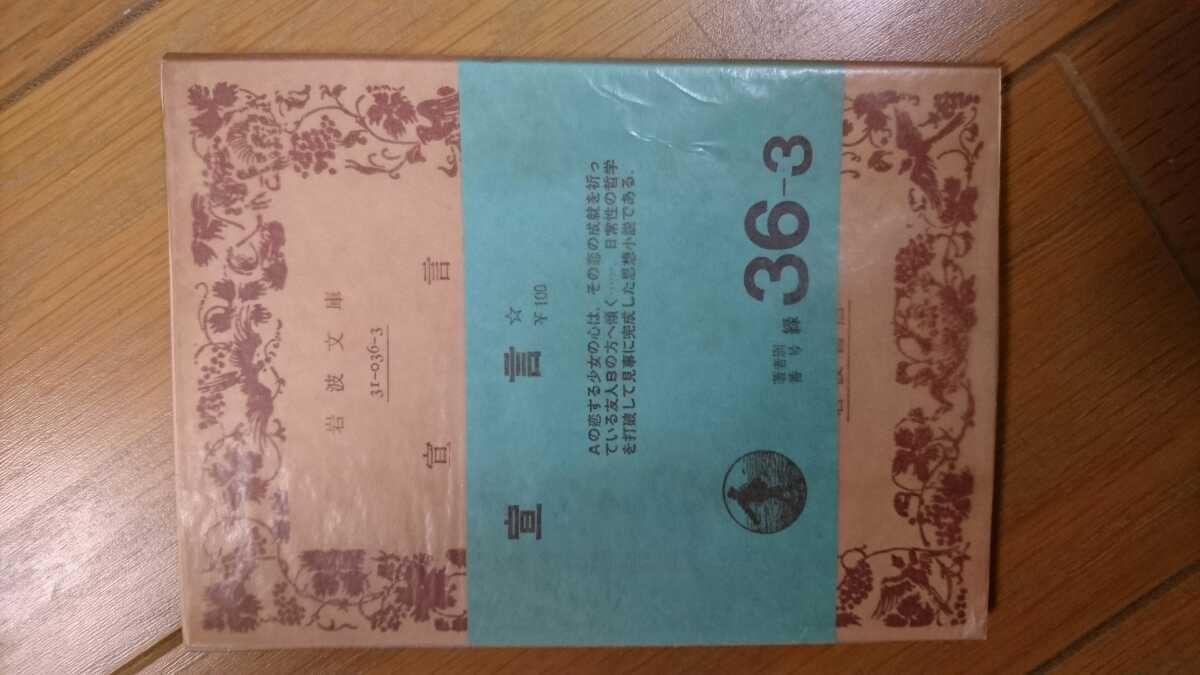 岩波文庫
31-036-3
宣言
宣言
☆
¥100
Aの恋する少女の心は，その恋の成就を祈っ
ている友人Bの方へ傾く……．日常性の哲学
を打破して見事に完成した思想小説である．
著者別
番号
緑
36-3